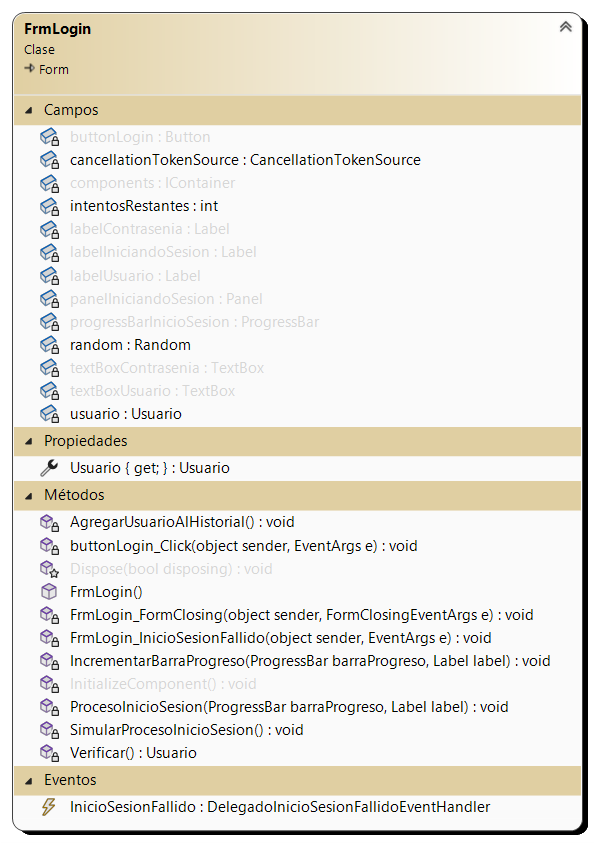 FrmLogin
Clase
Form
Campos
buttonLogin : Button
cancellationTokenSource : CancellationTokenSource
components : IContainer
intentosRestantes : int
labelContrasenia : Label
labelIniciandoSesion : Label
labelUsuario : Label
panelIniciandoSesion : Panel
progressBarInicioSesion : ProgressBar
random : Random
textBoxContrasenia : TextBox
textBoxUsuario : TextBox
usuario : Usuario
Propiedades
Usuario { get; } : Usuario
Métodos
AgregarUsuarioAlHistorial() : void
buttonLogin_Click(object sender, EventArgs e) : void
Dispose(bool disposing) : void
FrmLogin()
FrmLogin_FormClosing(object sender, FormClosingEventArgs e) : void
FrmLogin_InicioSesionFallido(object sender, EventArgs e) : void
IncrementarBarraProgreso(ProgressBar barraProgreso, Label label) : void
InitializeComponent() : void
ProcesoInicioSesion(ProgressBar barraProgreso, Label label) : void
SimularProcesoInicioSesion() : void
Verificar() : Usuario
Eventos
InicioSesionFallido : DelegadoInicioSesionFallidoEventHandler